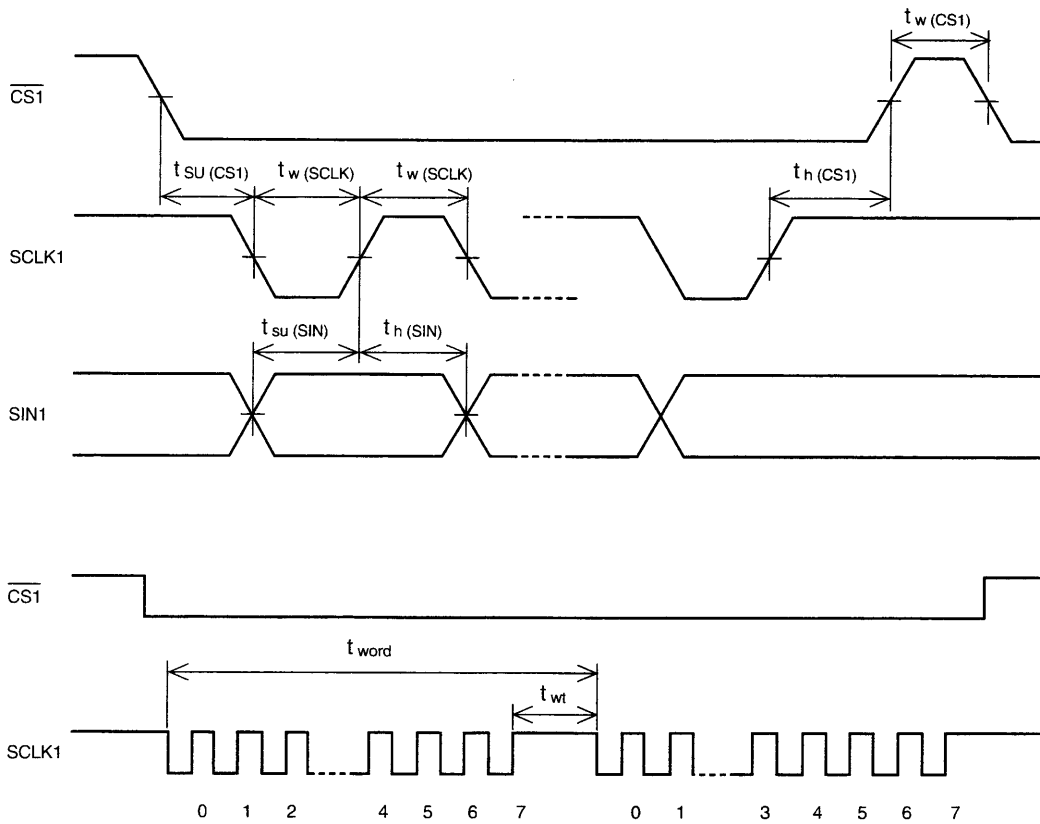 t w (CS1)
CS1
t SU (CS1) t w (SCLK) t w (SCLK) t h (CS1)
SCLK1
t su (SIN) t h (SIN)
SIN1
CS1
t word
t wt
SCLK1
0 1 2 4 5 6 7 0 1 3 4 5 6 7